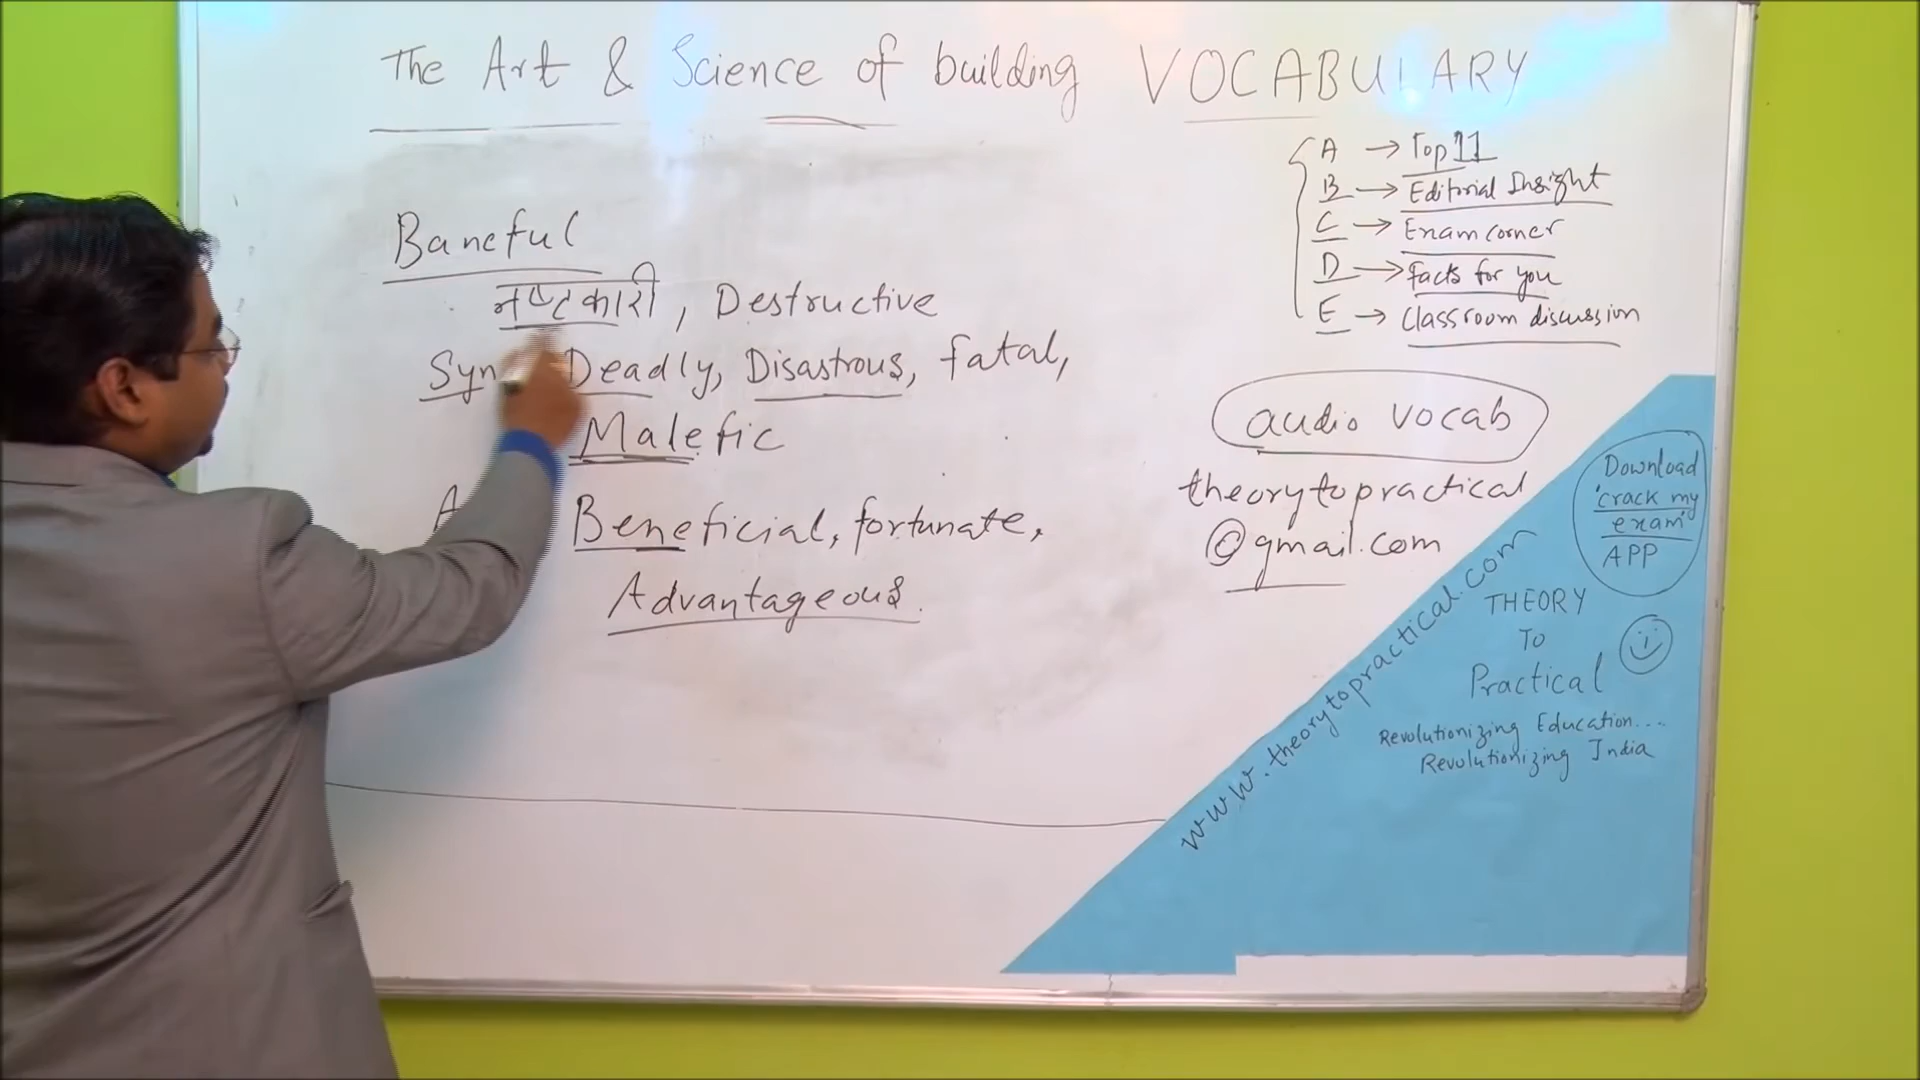 The Art & Science of building VOCABULARY
Baneful
नष्टकारी, Destructive
Syn Deadly, Disastrous, fatal,
Malefic
A
Beneficial, fortunate,
Advantageous.
A → Top 11
B → Editorial Insight
C → Exam corner
D → Facts for you
E → Classroom discussion
audio vocab
theorytopractical
@gmail.com
www.theorytopractical.com
Download
'crack my
exam'
APP
THEORY
TO
Practical
Revolutionizing Education...
Revolutionizing India